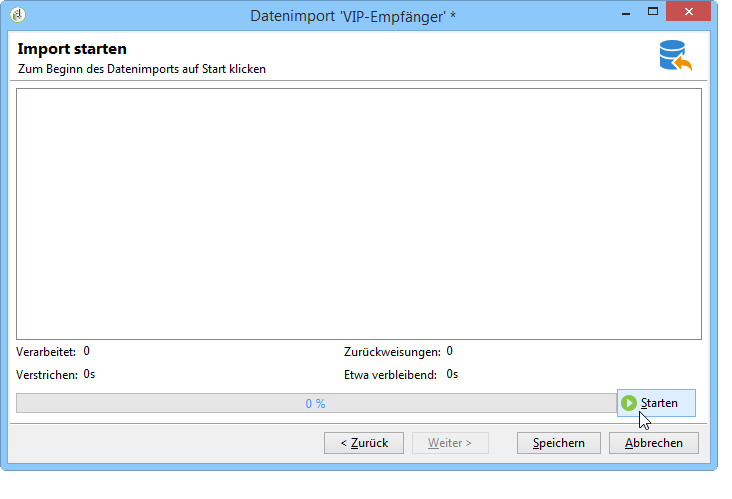 Datenimport 'VIP-Empfänger' *
Import starten
Zum Beginn des Datenimports auf Start klicken
Verarbeitet: 0 Zurückweisungen: 0
Verstrichen: 0s Etwa verbleibend: 0s
0 % Starten
< Zurück Weiter > Speichern Abbrechen